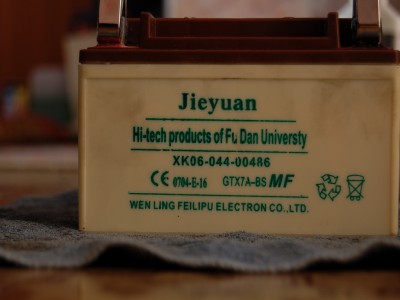 Jieyuan
Hi-tech products of Fu Dan Universty
XK06-044-00486
CE 0704-E-16 GTX7A-BS MF
WEN LING FEILIPU ELECTRON CO.,LTD.